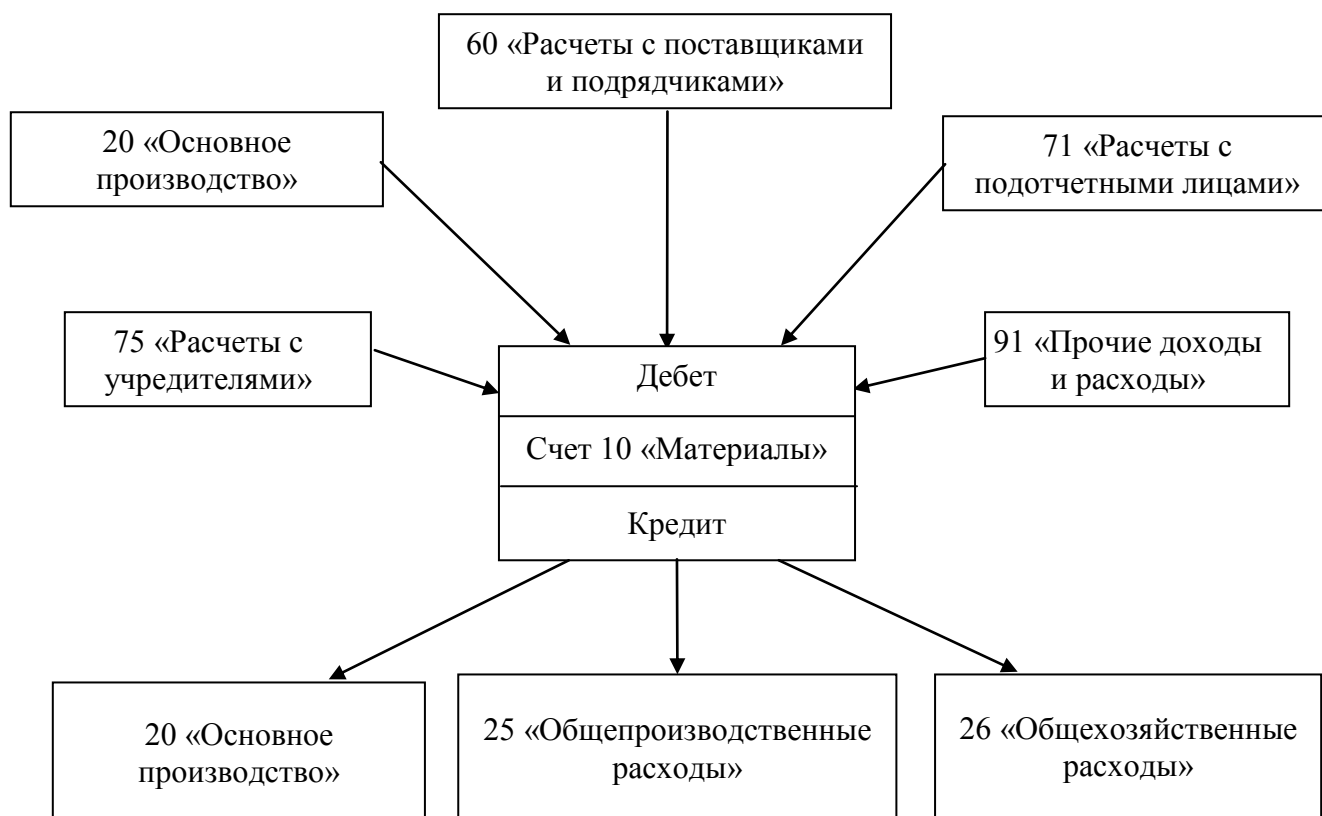 60 «Расчеты с поставщиками
и подрядчиками»
20 «Основное
производство»
71 «Расчеты с
подотчетными лицами»
75 «Расчеты с
учредителями»
91 «Прочие доходы
и расходы»
Дебет
Счет 10 «Материалы»
Кредит
20 «Основное
производство»
25 «Общепроизводственные
расходы»
26 «Общехозяйственные
расходы»